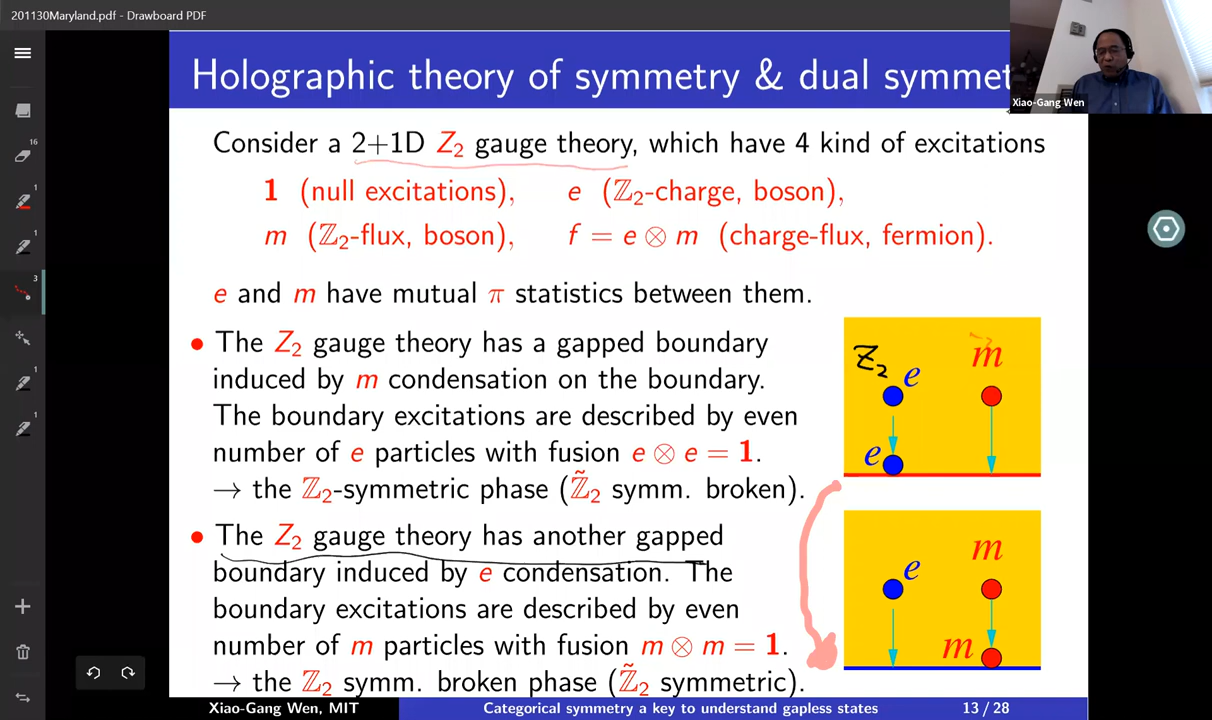 201130Maryland.pdf - Drawboard PDF
Holographic theory of symmetry & dual symmet
Xiao-Gang Wen
Consider a 2+1D Z₂ gauge theory, which have 4 kind of excitations
1 (null excitations), e (ℤ₂-charge, boson),
m (ℤ₂-flux, boson), f = e ⊗ m (charge-flux, fermion).
e and m have mutual π statistics between them.
• The Z₂ gauge theory has a gapped boundary
induced by m condensation on the boundary.
The boundary excitations are described by even
number of e particles with fusion e ⊗ e = 1.
→ the ℤ₂-symmetric phase (ℤ̃₂ symm. broken).
• The Z₂ gauge theory has another gapped
boundary induced by e condensation. The
boundary excitations are described by even
number of m particles with fusion m ⊗ m = 1.
→ the ℤ₂ symm. broken phase (ℤ̃₂ symmetric).
Z₂ e m
e
e m
m
16
1
1
3
1
1
Xiao-Gang Wen, MIT Categorical symmetry a key to understand gapless states 13 / 28